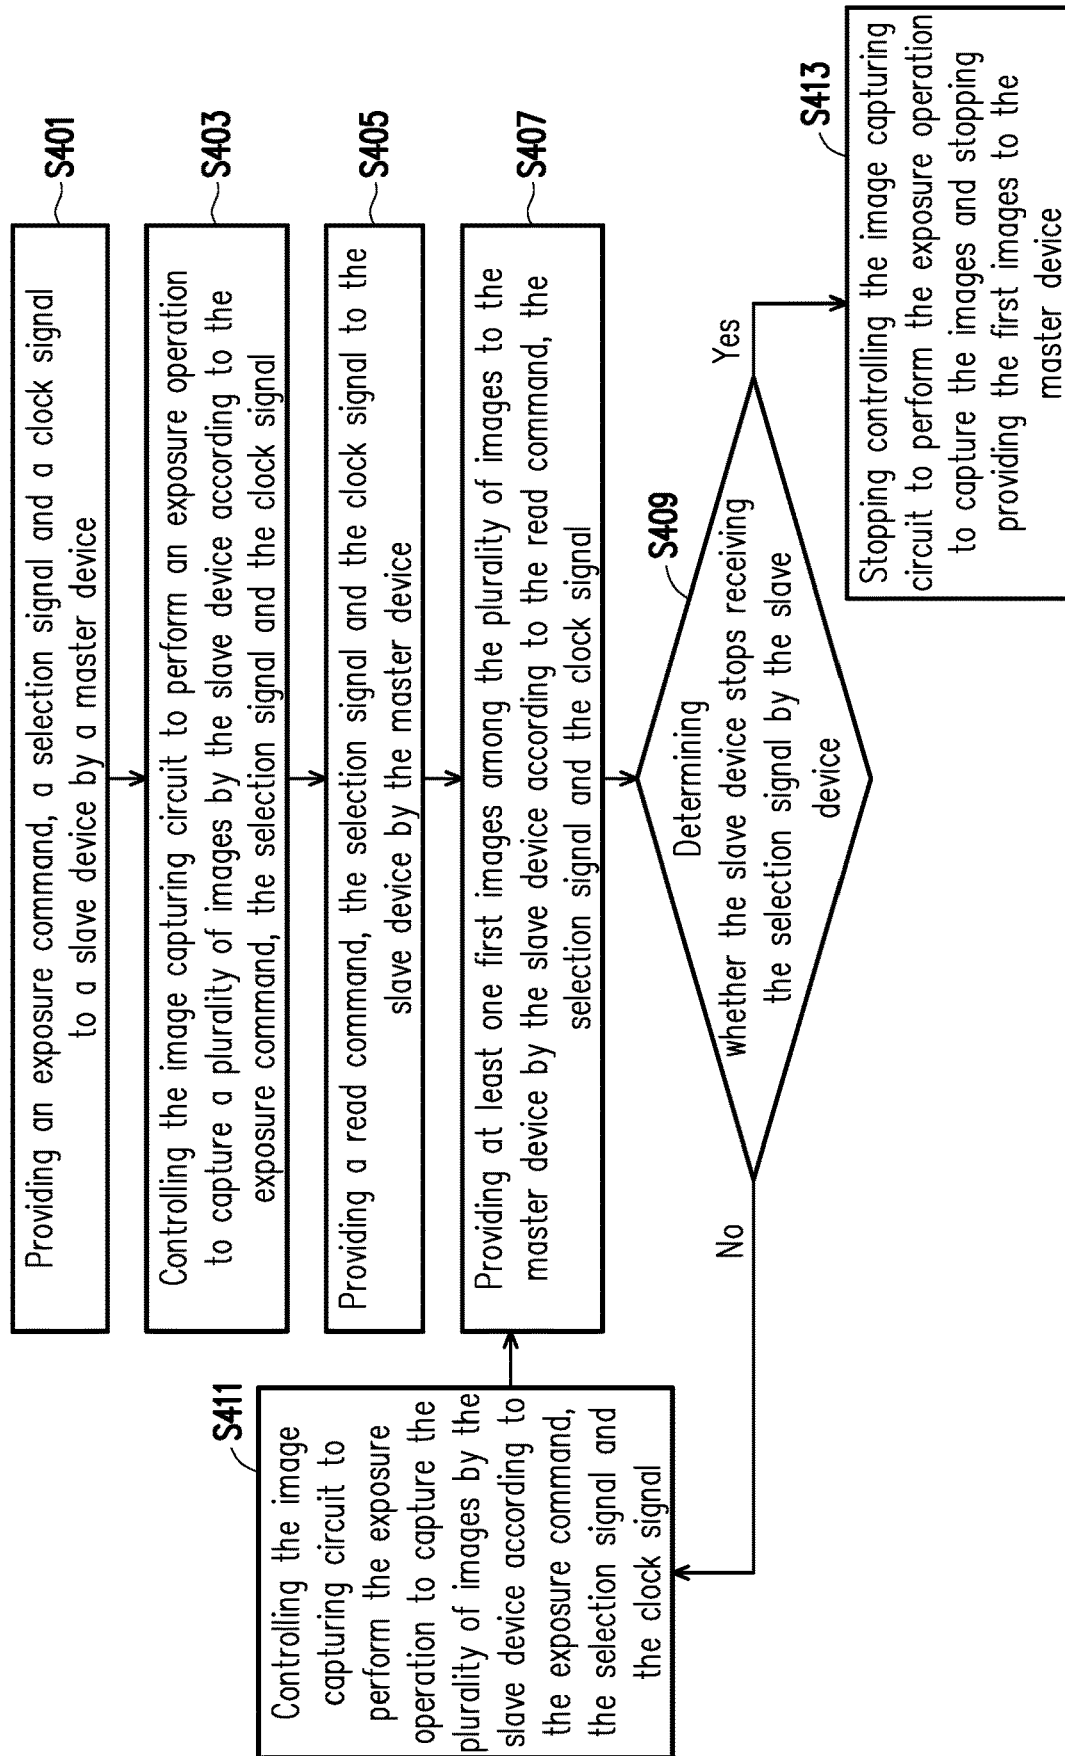 Providing an exposure command, a selection signal and a clock signal
to a slave device by a master device
S401
Controlling the image capturing circuit to perform an exposure operation
to capture a plurality of images by the slave device according to the
exposure command, the selection signal and the clock signal
S403
Providing a read command, the selection signal and the clock signal to the
slave device by the master device
S405
Providing at least one first images among the plurality of images to the
master device by the slave device according to the read command, the
selection signal and the clock signal
S407
S411
Controlling the image
capturing circuit to
perform the exposure
operation to capture the
plurality of images by the
slave device according to
the exposure command,
the selection signal and
the clock signal
Determining
whether the slave device stops receiving
the selection signal by the slave
device
S409
No
Yes
S413
Stopping controlling the image capturing
circuit to perform the exposure operation
to capture the images and stopping
providing the first images to the
master device